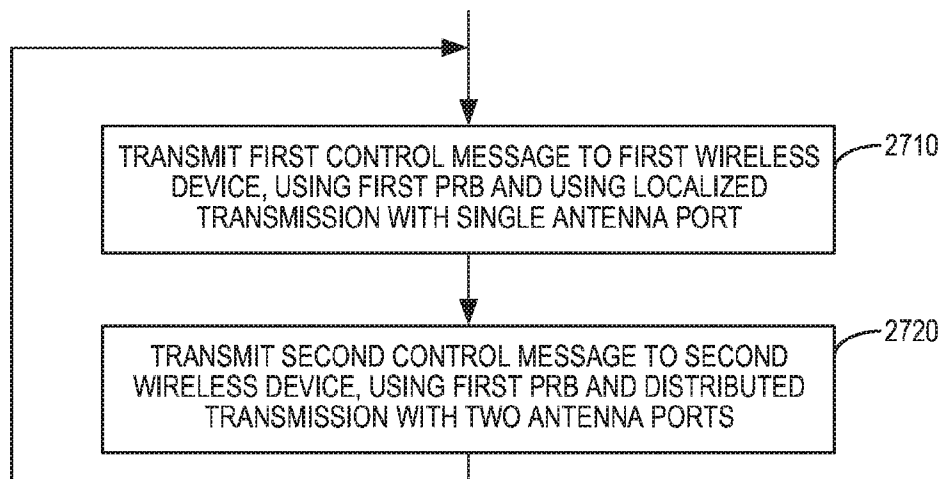 TRANSMIT FIRST CONTROL MESSAGE TO FIRST WIRELESS
DEVICE, USING FIRST PRB AND USING LOCALIZED
TRANSMISSION WITH SINGLE ANTENNA PORT
2710
TRANSMIT SECOND CONTROL MESSAGE TO SECOND
WIRELESS DEVICE, USING FIRST PRB AND DISTRIBUTED
TRANSMISSION WITH TWO ANTENNA PORTS
2720